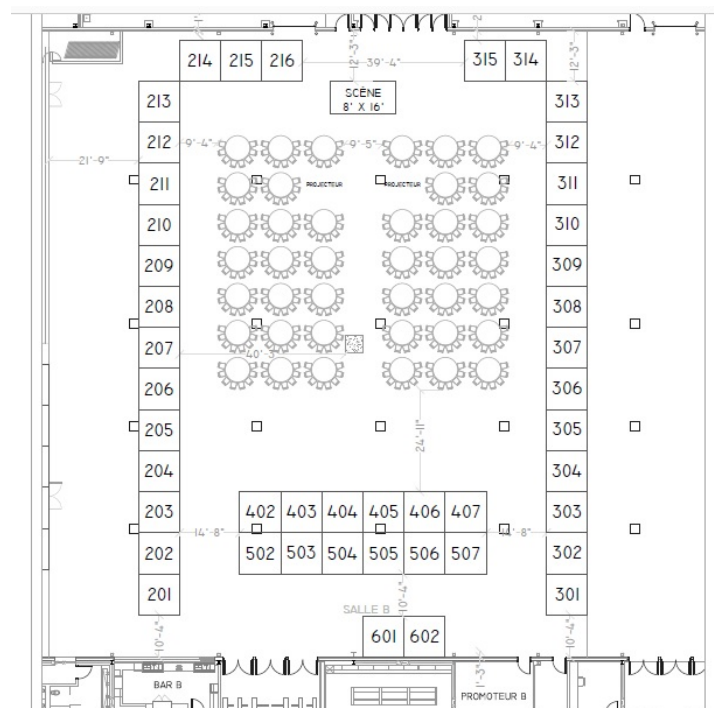 1'
2'
214 215 216 12'-3" 39'-4" 315 314 12'-3"
SCÈNE
8' X 16'
213 313
212 9'-4" 9'-5" 9'-4" 312
21'-9"
211 PROJECTEUR PROJECTEUR 311
210 310
209 309
208 308
207 307
40'-3"
206 306
205 305
24'-11"
204 304
203 402 403 404 405 406 407 303
14'-8" 14'-8"
202 502 503 504 505 506 507 302
201 10'-4" 301
SALLE B
10'-4" 601 602 10'-4"
1'-3"
BAR B
PROMOTEUR B